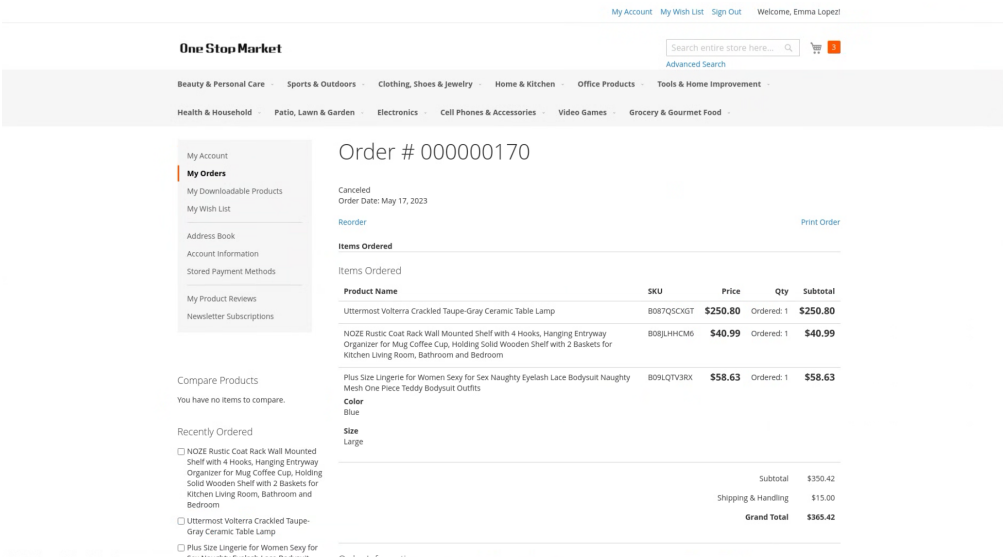 My Account My Wish List Sign Out Welcome, Emma Lopez!
One Stop Market
Search entire store here...
3
Advanced Search
Beauty & Personal Care Sports & Outdoors Clothing, Shoes & Jewelry Home & Kitchen Office Products Tools & Home Improvement
Health & Household Patio, Lawn & Garden Electronics Cell Phones & Accessories Video Games Grocery & Gourmet Food
My Account
My Orders
My Downloadable Products
My Wish List
Address Book
Account Information
Stored Payment Methods
My Product Reviews
Newsletter Subscriptions
Compare Products
You have no items to compare.
Recently Ordered
NOZE Rustic Coat Rack Wall Mounted
Shelf with 4 Hooks, Hanging Entryway
Organizer for Mug Coffee Cup, Holding
Solid Wooden Shelf with 2 Baskets for
Kitchen Living Room, Bathroom and
Bedroom
Uttermost Volterra Crackled Taupe-
Gray Ceramic Table Lamp
Plus Size Lingerie for Women Sexy for
Order # 000000170
Canceled
Order Date: May 17, 2023
Reorder Print Order
Items Ordered
Items Ordered
Product Name SKU Price Qty Subtotal
Uttermost Volterra Crackled Taupe-Gray Ceramic Table Lamp B087QSCXGT $250.80 Ordered: 1 $250.80
NOZE Rustic Coat Rack Wall Mounted Shelf with 4 Hooks, Hanging Entryway B08JLHHCM6 $40.99 Ordered: 1 $40.99
Organizer for Mug Coffee Cup, Holding Solid Wooden Shelf with 2 Baskets for
Kitchen Living Room, Bathroom and Bedroom
Plus Size Lingerie for Women Sexy for Sex Naughty Eyelash Lace Bodysuit Naughty B09LQTV3RX $58.63 Ordered: 1 $58.63
Mesh One Piece Teddy Bodysuit Outfits
Color
Blue
Size
Large
Subtotal $350.42
Shipping & Handling $15.00
Grand Total $365.42